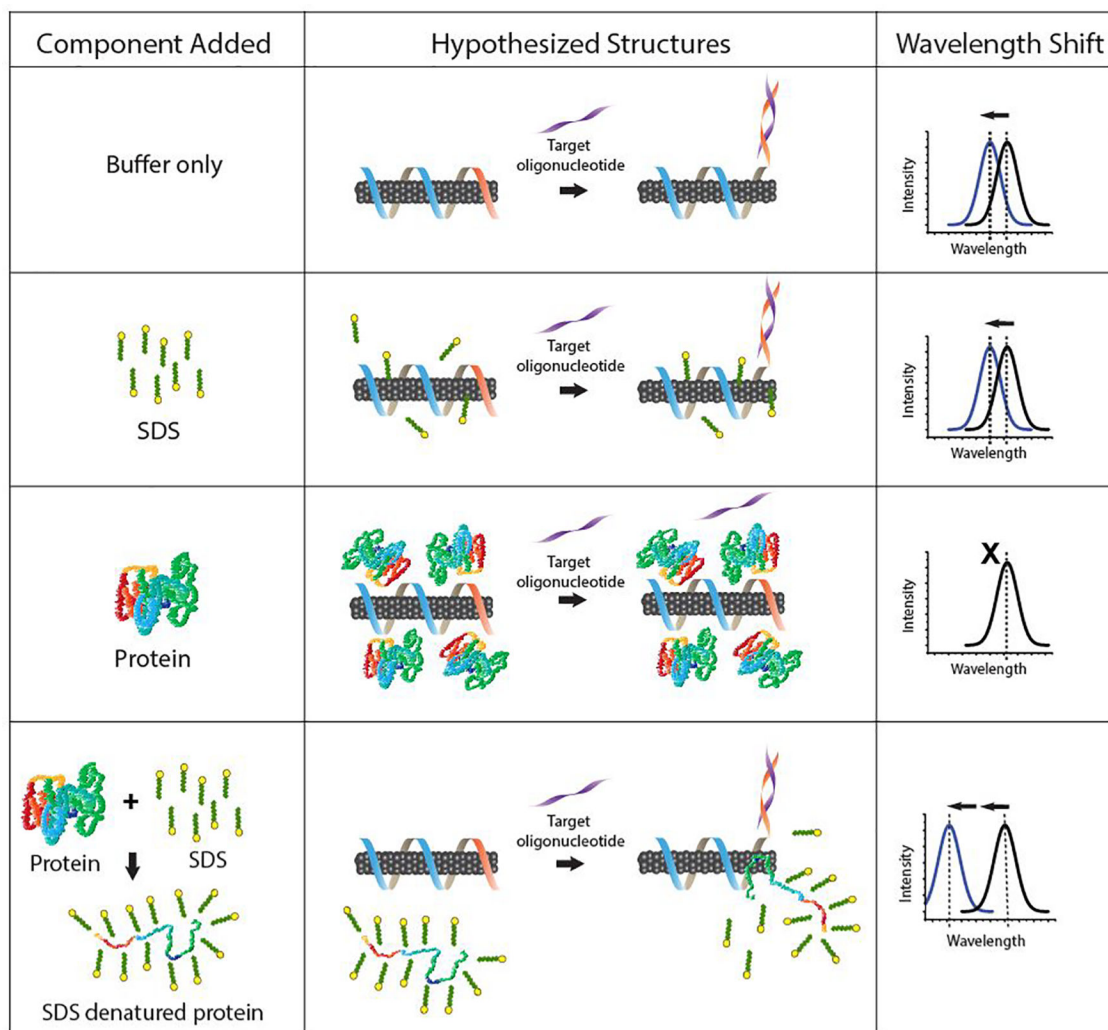 Component Added
Hypothesized Structures
Wavelength Shift
Buffer only
Target
oligonucleotide
Intensity
Wavelength
SDS
Target
oligonucleotide
Intensity
Wavelength
Protein
Target
oligonucleotide
X
Intensity
Wavelength
Protein
+
SDS
SDS denatured protein
Target
oligonucleotide
Intensity
Wavelength